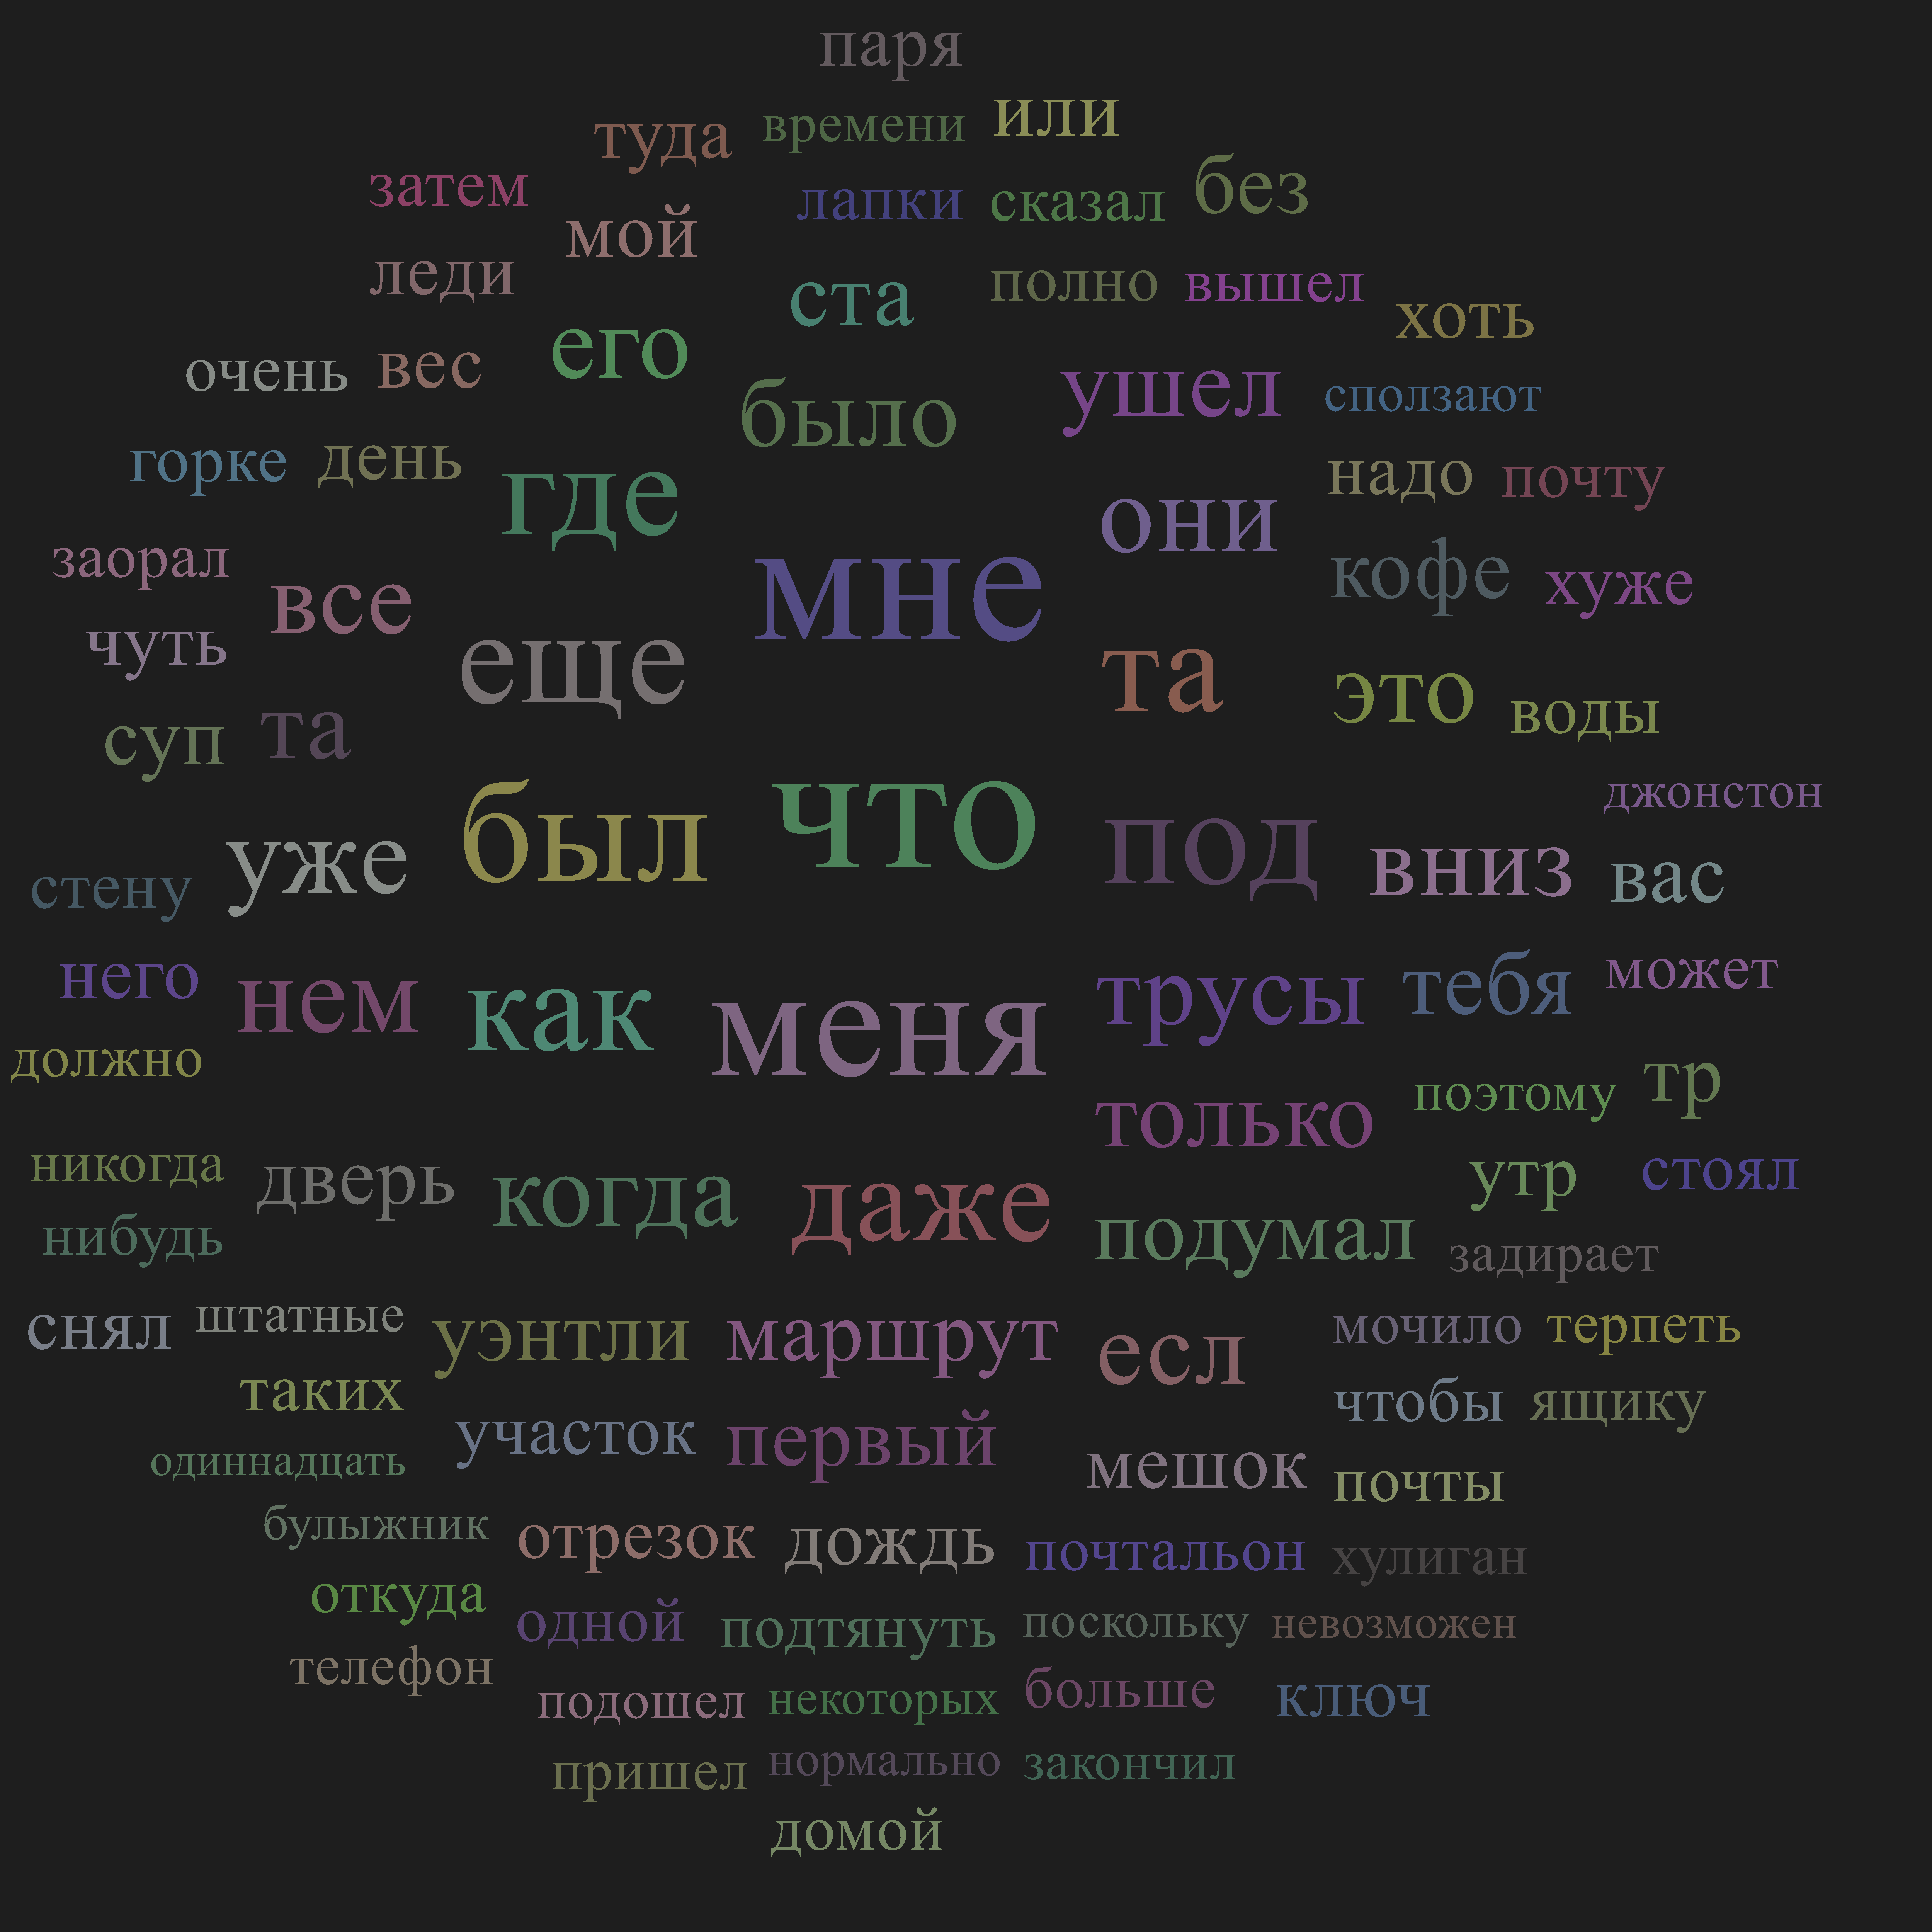 паря
туда времени или
затем мой лапки сказал без
леди ста полно вышел хоть
очень вес его было ушел сползают
горке день где они надо почту
заорал все мне кофе хуже
чуть еще та это воды
суп та джонстон
стену уже был что под вниз вас
него нем как меня трусы тебя может
должно только поэтому тр
никогда дверь когда даже утр стоял
нибудь подумал задирает
снял штатные уэнтли маршрут есл мочило терпеть
таких участок первый чтобы ящику
одиннадцать мешок почты
булыжник отрезок дождь почтальон хулиган
откуда одной подтянуть поскольку невозможен
телефон подошел некоторых больше ключ
пришел нормально закончил
домой